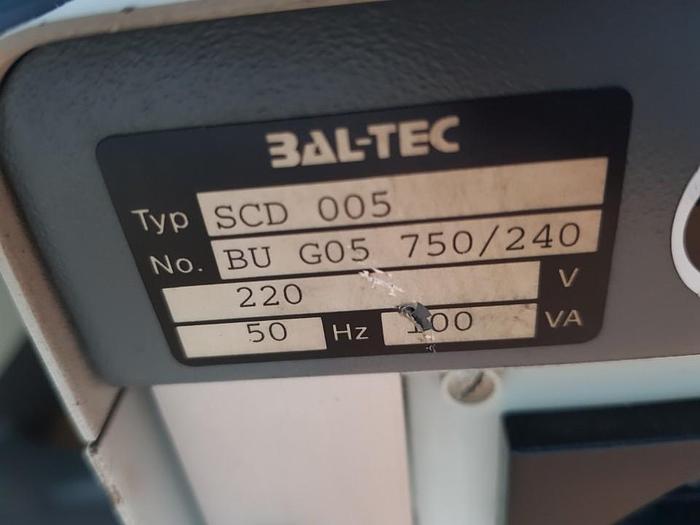 BAL-TEC
Typ SCD 005
No. BU G05 750/240
220 V
50 Hz 100 VA